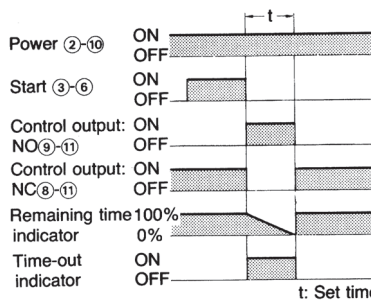 t
Power ②-⑩ ON
OFF
Start ③-⑥ ON
OFF
Control output: ON
NO⑨-⑪ OFF
Control output: ON
NC⑧-⑪ OFF
Remaining time 100%
indicator 0%
Time-out ON
indicator OFF
t: Set time